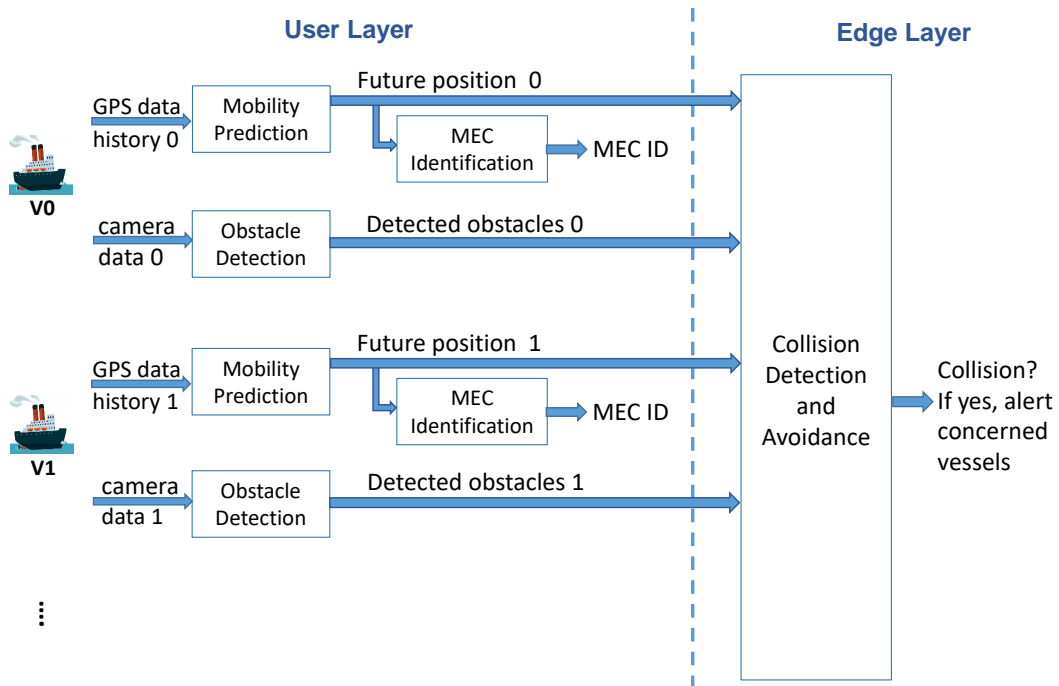 User Layer
Edge Layer
GPS data
history 0
Mobility
Prediction
Future position 0
MEC
Identification
MEC ID
V0
camera
data 0
Obstacle
Detection
Detected obstacles 0
GPS data
history 1
Mobility
Prediction
Future position 1
MEC
Identification
MEC ID
V1
camera
data 1
Obstacle
Detection
Detected obstacles 1
Collision
Detection
and
Avoidance
Collision?
If yes, alert
concerned
vessels